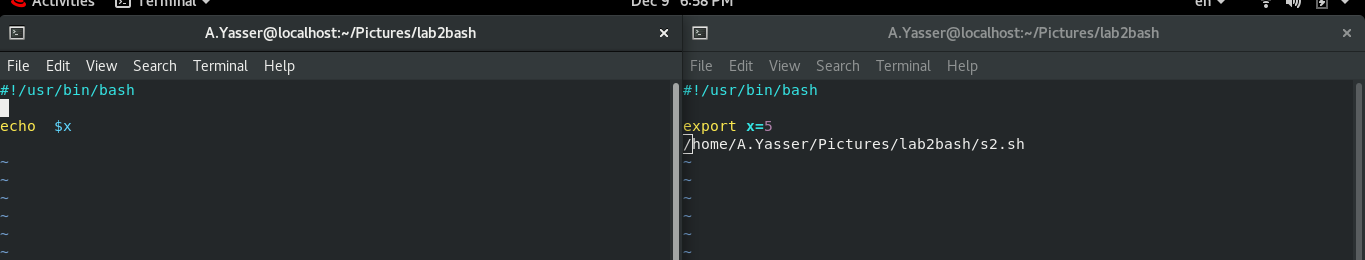 Activities Terminal Dec 9 6:58 PM en
A.Yasser@localhost:~/Pictures/lab2bash ×
File Edit View Search Terminal Help
#!/usr/bin/bash
echo  $x
~
~
~
~
~
~
A.Yasser@localhost:~/Pictures/lab2bash ×
File Edit View Search Terminal Help
#!/usr/bin/bash
export x=5
/home/A.Yasser/Pictures/lab2bash/s2.sh
~
~
~
~
~
~